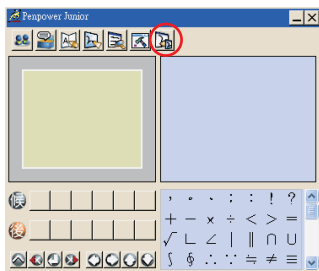 Penpower Junior
候
， 。 、 ； ： ！ ？
後
＋ － × ÷ ＜ ＞ ＝
√ ∟ ∠ ｜ ∥ ∩ ∪
∫ ∮ ∴ ∵ ≒ ≠ ≡